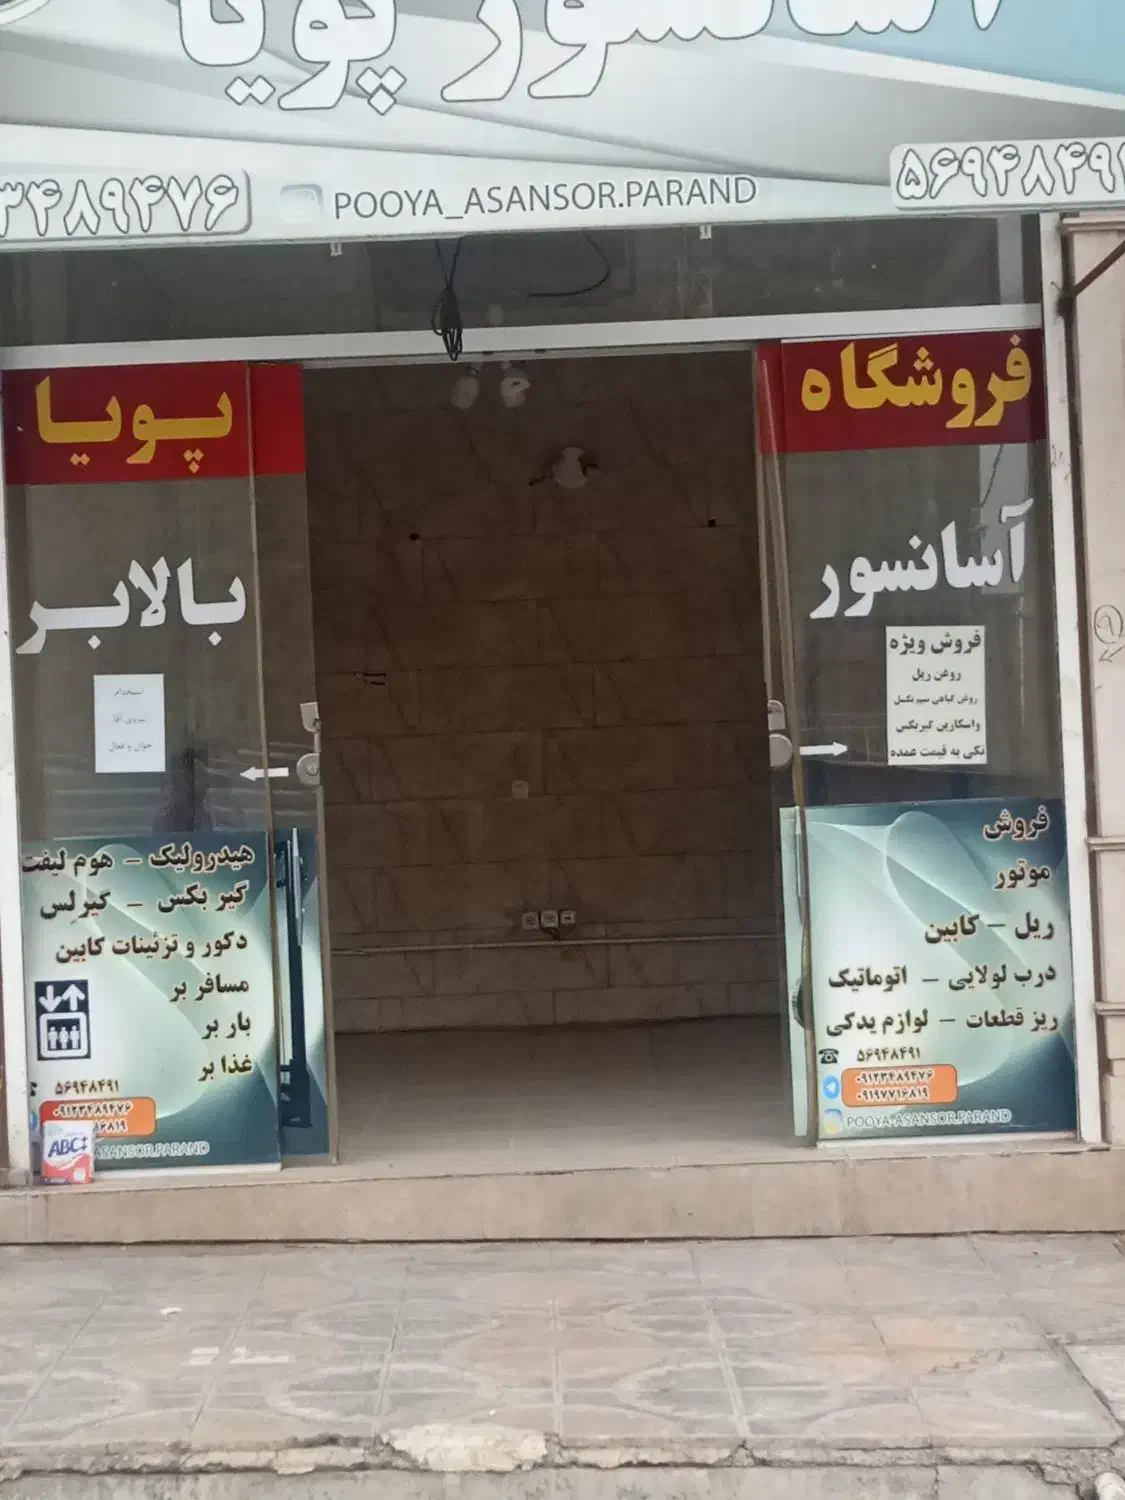 آسانسور پویا
۵۶۹۴۸۴۹
POOYA_ASANSOR.PARAND
۳۴۸۹۴۷۶
فروشگاه
پویا
آسانسور
بالابر
فروش ویژه
روغن ریل
روغن گیاهی سیم بکسل
واسکازین گیربکس
تکی به قیمت عمده
استخدام
نیروی آقا
جوان و فعال
فروش
موتور
ریل - کابین
درب لولایی - اتوماتیک
ریز قطعات - لوازم یدکی
۵۶۹۴۸۴۹۱
۰۹۱۲۳۴۸۹۴۷۶
۰۹۱۹۷۷۱۶۸۱۹
POOYA-ASANSOR.PARAND
هیدرولیک - هوم لیفت
گیر بکس - گیرلس
دکور و تزئینات کابین
مسافر بر
بار بر
غذا بر
۵۶۹۴۸۴۹۱
۰۹۱۲۳۴۸۹۴۷۶
۱۶۸۱۹
ABC
ASANSOR.PARAND